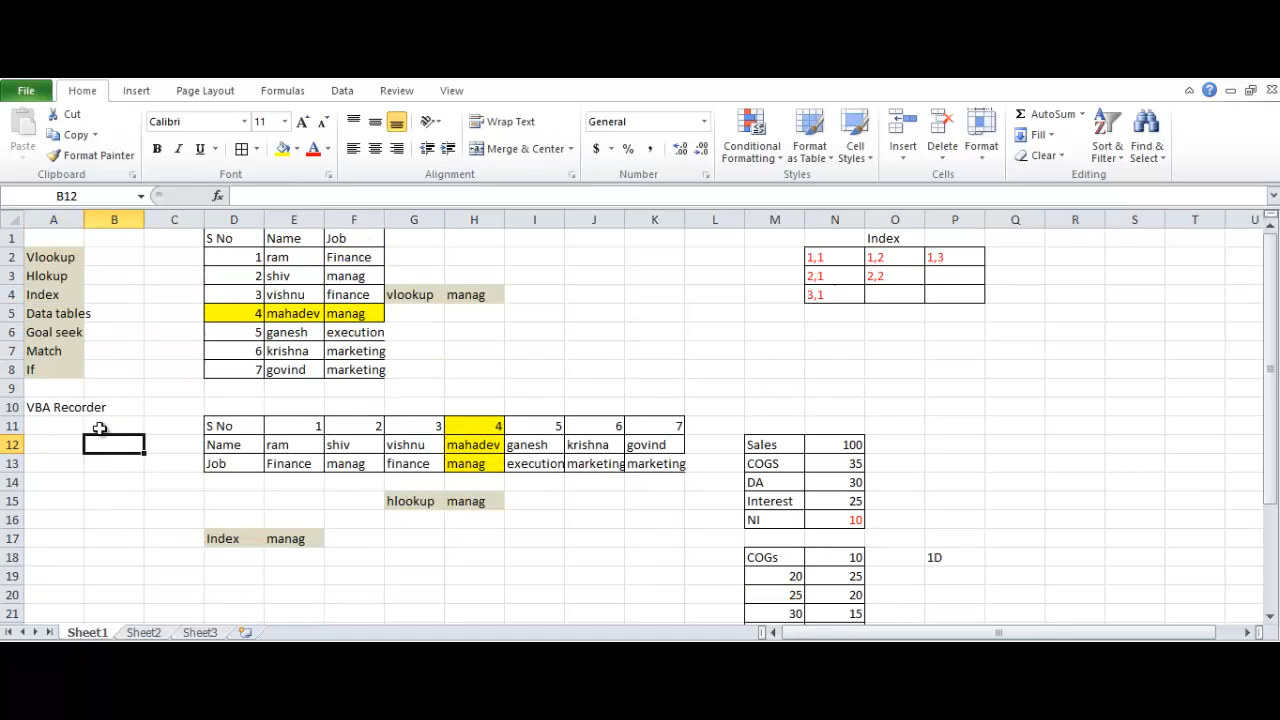 File Home Insert Page Layout Formulas Data Review View
Cut
Copy
Format Painter
Paste
Clipboard
Calibri 11
B I U
Font
Wrap Text
Merge & Center
Alignment
General
$ % ,
Number
Conditional Formatting
Format as Table
Cell Styles
Styles
Insert Delete Format
Cells
AutoSum
Fill
Clear
Sort & Filter
Find & Select
Editing
B12 fx
A B C D E F G H I J K L M N O P Q R S T U
1 S No Name Job Index
2 Vlookup 1 ram Finance 1,1 1,2 1,3
3 Hlokup 2 shiv manag 2,1 2,2
4 Index 3 vishnu finance vlookup manag 3,1
5 Data tables 4 mahadev manag
6 Goal seek 5 ganesh execution
7 Match 6 krishna marketing
8 If 7 govind marketing
9
10 VBA Recorder
11 S No 1 2 3 4 5 6 7
12 Name ram shiv vishnu mahadev ganesh krishna govind Sales 100
13 Job Finance manag finance manag execution marketing marketing COGS 35
14 DA 30
15 hlookup manag Interest 25
16 NI 10
17 Index manag
18 COGs 10 1D
19 20 25
20 25 20
21 30 15
Sheet1 Sheet2 Sheet3